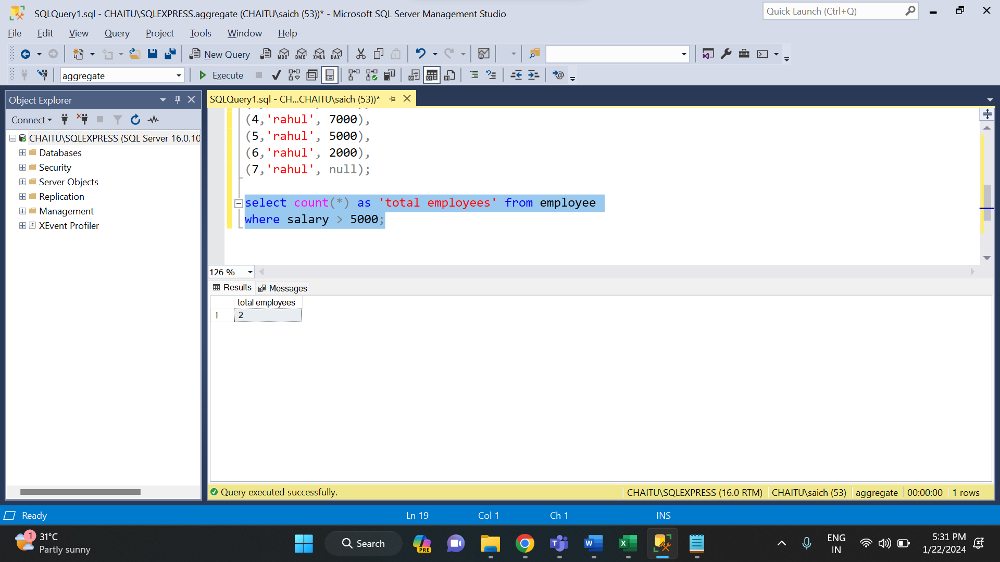 SQLQuery1.sql - CHAITU\SQLEXPRESS.aggregate (CHAITU\saich (53))* - Microsoft SQL Server Management Studio
Quick Launch (Ctrl+Q)
File Edit View Query Project Tools Window Help
New Query MDX DMX XMLA DAX
aggregate Execute
Object Explorer
SQLQuery1.sql - CH...CHAITU\saich (53))*
Connect
CHAITU\SQLEXPRESS (SQL Server 16.0.10
Databases
Security
Server Objects
Replication
Management
XEvent Profiler
(4,'rahul', 7000),
(5,'rahul', 5000),
(6,'rahul', 2000),
(7,'rahul', null);
select count(*) as 'total employees' from employee
where salary > 5000;
126 %
Results Messages
total employees
1 2
Query executed successfully.
CHAITU\SQLEXPRESS (16.0 RTM) CHAITU\saich (53) aggregate 00:00:00 1 rows
Ready Ln 19 Col 1 Ch 1 INS
1 31°C
Partly sunny
Search
PRE
ENG
IN
5:31 PM
1/22/2024